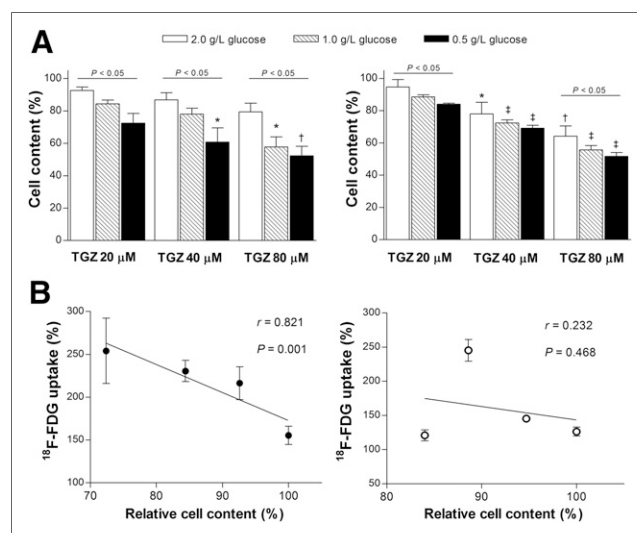 A
2.0 g/L glucose 1.0 g/L glucose 0.5 g/L glucose
P < 0.05 P < 0.05 P < 0.05
Cell content (%)
100
80
60
40
20
0
* * †
TGZ 20 μM TGZ 40 μM TGZ 80 μM
P < 0.05 P < 0.05
Cell content (%)
100
80
60
40
20
0
* ‡ ‡ † ‡ ‡
TGZ 20 μM TGZ 40 μM TGZ 80 μM
B
18F-FDG uptake (%)
300
250
200
150
100
r = 0.821
P = 0.001
70 80 90 100
Relative cell content (%)
18F-FDG uptake (%)
300
250
200
150
100
50
r = 0.232
P = 0.468
80 90 100
Relative cell content (%)